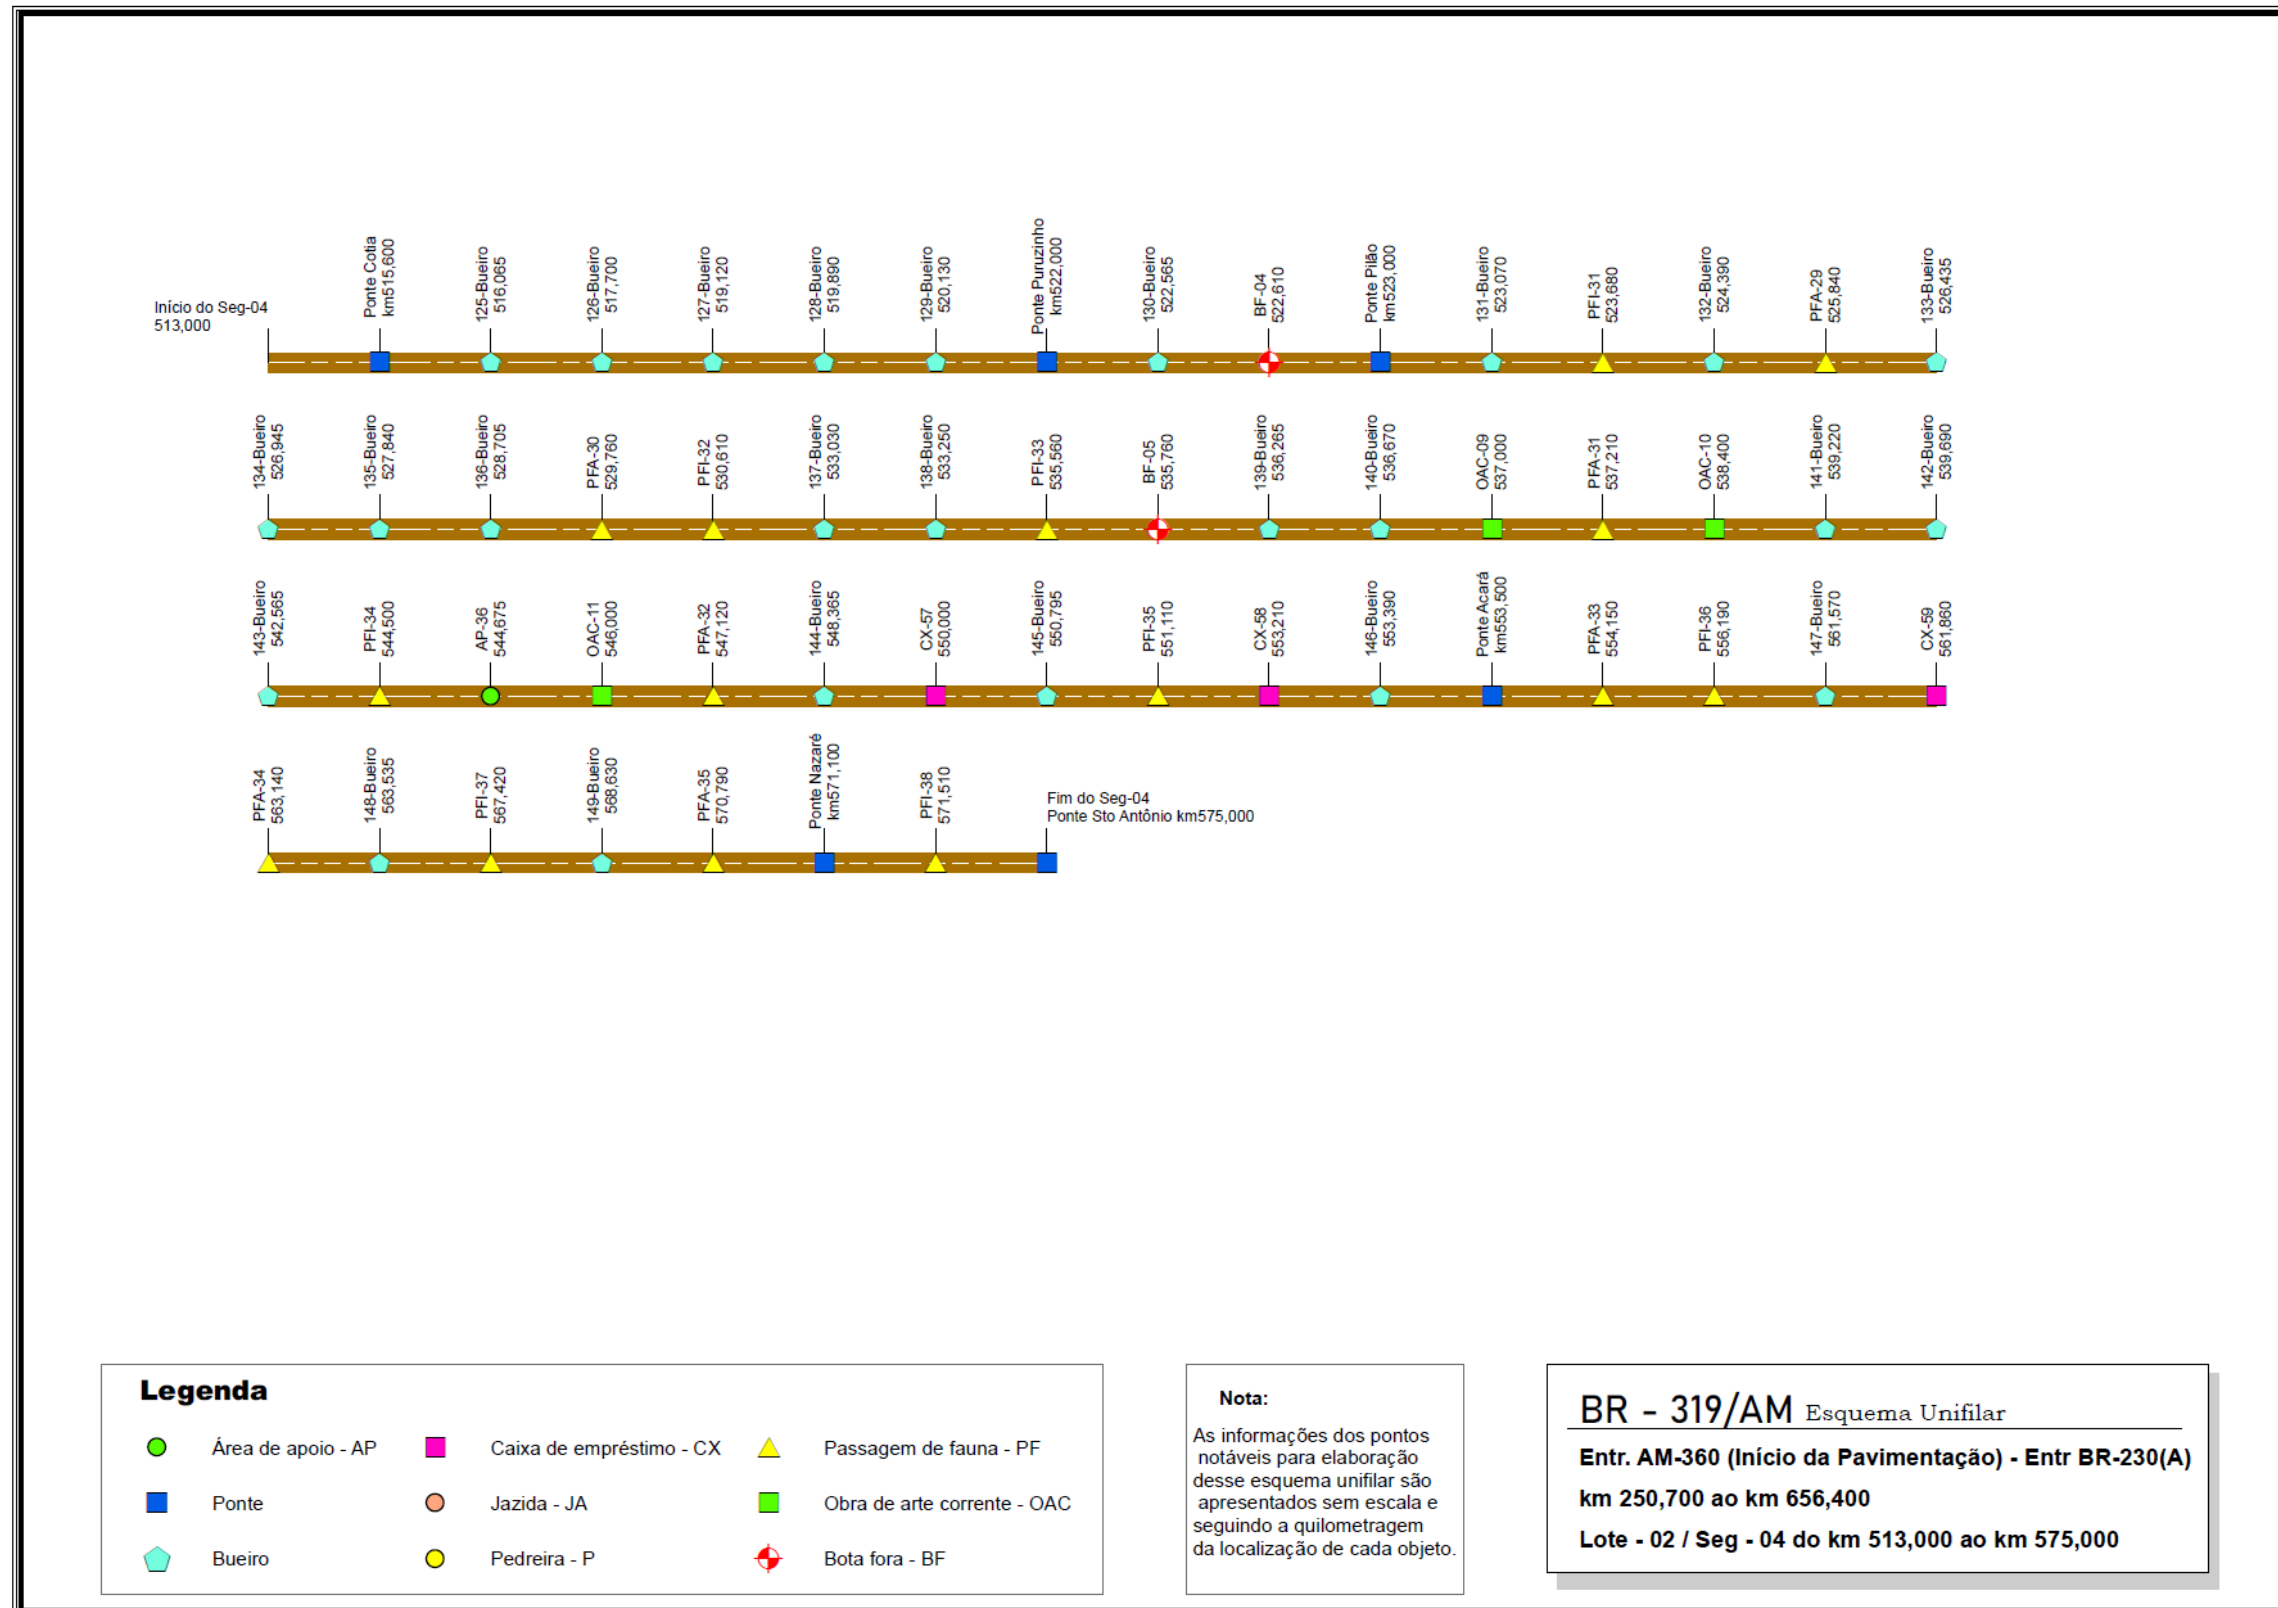 Início do Seg-04
513,000
Ponte Cotia
km515,600
125-Bueiro
516,065
126-Bueiro
517,700
127-Bueiro
519,120
128-Bueiro
519,890
129-Bueiro
520,130
Ponte Puruzinho
km522,000
130-Bueiro
522,565
BF-04
522,610
Ponte Pilão
km523,000
131-Bueiro
523,070
PFI-31
523,680
132-Bueiro
524,390
PFA-29
525,840
133-Bueiro
526,435
134-Bueiro
526,945
135-Bueiro
527,840
136-Bueiro
528,705
PFA-30
529,760
PFI-32
530,610
137-Bueiro
533,030
138-Bueiro
533,250
PFI-33
535,560
BF-05
535,760
139-Bueiro
536,265
140-Bueiro
536,670
OAC-09
537,000
PFA-31
537,210
OAC-10
538,400
141-Bueiro
539,220
142-Bueiro
539,690
143-Bueiro
542,565
PFI-34
544,500
AP-36
544,675
OAC-11
546,000
PFA-32
547,120
144-Bueiro
548,365
CX-57
550,000
145-Bueiro
550,795
PFI-35
551,110
CX-58
553,210
146-Bueiro
553,390
Ponte Acará
km553,500
PFA-33
554,150
PFI-36
556,190
147-Bueiro
561,570
CX-59
561,860
PFA-34
563,140
148-Bueiro
563,535
PFI-37
567,420
149-Bueiro
568,630
PFA-35
570,790
Ponte Nazaré
km571,100
PFI-38
571,510
Fim do Seg-04
Ponte Sto Antônio km575,000
Legenda
Área de apoio - AP
Caixa de empréstimo - CX
Passagem de fauna - PF
Ponte
Jazida - JA
Obra de arte corrente - OAC
Bueiro
Pedreira - P
Bota fora - BF
Nota:
As informações dos pontos
notáveis para elaboração
desse esquema unifilar são
apresentados sem escala e
seguindo a quilometragem
da localização de cada objeto.
BR - 319/AM Esquema Unifilar
Entr. AM-360 (Início da Pavimentação) - Entr BR-230(A)
km 250,700 ao km 656,400
Lote - 02 / Seg - 04 do km 513,000 ao km 575,000